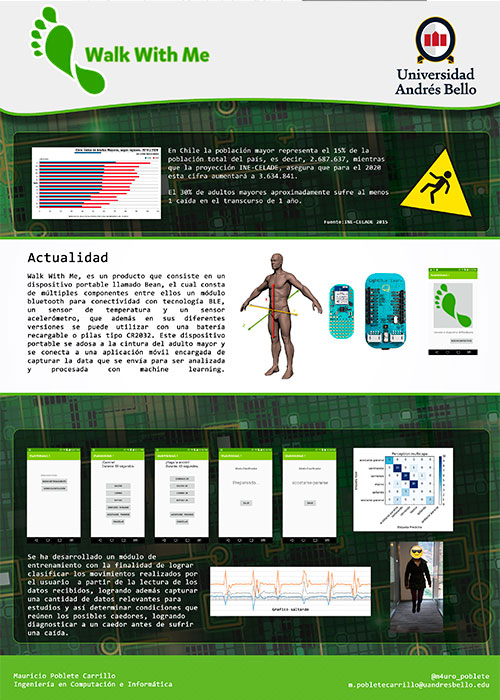 Walk With Me
Universidad
Andrés Bello
En Chile la población mayor representa el 15% de la
población total del país, es decir, 2.687.637, mientras
que la proyección INE-CELADE, asegura que para el 2020
esta cifra aumentará a 3.634.841.
El 30% de adultos mayores aproximadamente sufre al menos
1 caída en el transcurso de 1 año.
Fuente:INE-CELADE 2015
Actualidad
Walk With Me, es un producto que consiste en un
dispositivo portable llamado Bean, el cual consta
de múltiples componentes entre ellos un módulo
bluetooth para conectividad con tecnología BLE,
un sensor de temperatura y un sensor
acelerómetro, que además en sus diferentes
versiones se puede utilizar con una batería
recargable o pilas tipo CR2032. Este dispositivo
portable se adosa a la cintura del adulto mayor y
se conecta a una aplicación móvil encargada de
capturar la data que se envía para ser analizada
y procesada con machine learning.
Preparando...
Se ha desarrollado un módulo de
entrenamiento con la finalidad de lograr
clasificar los movimientos realizados por
el usuario a partir de la lectura de los
datos recibidos, logrando además capturar
una cantidad de datos relevantes para
estudios y así determinar condiciones que
reúnen los posibles caedores, logrando
diagnosticar a un caedor antes de sufrir
una caída.
Grafico Saltando
Mauricio Poblete Carrillo
Ingeniería en Computación e Informática
@m4uro_poblete
m.pobletecarrillo@uandresbello.edu